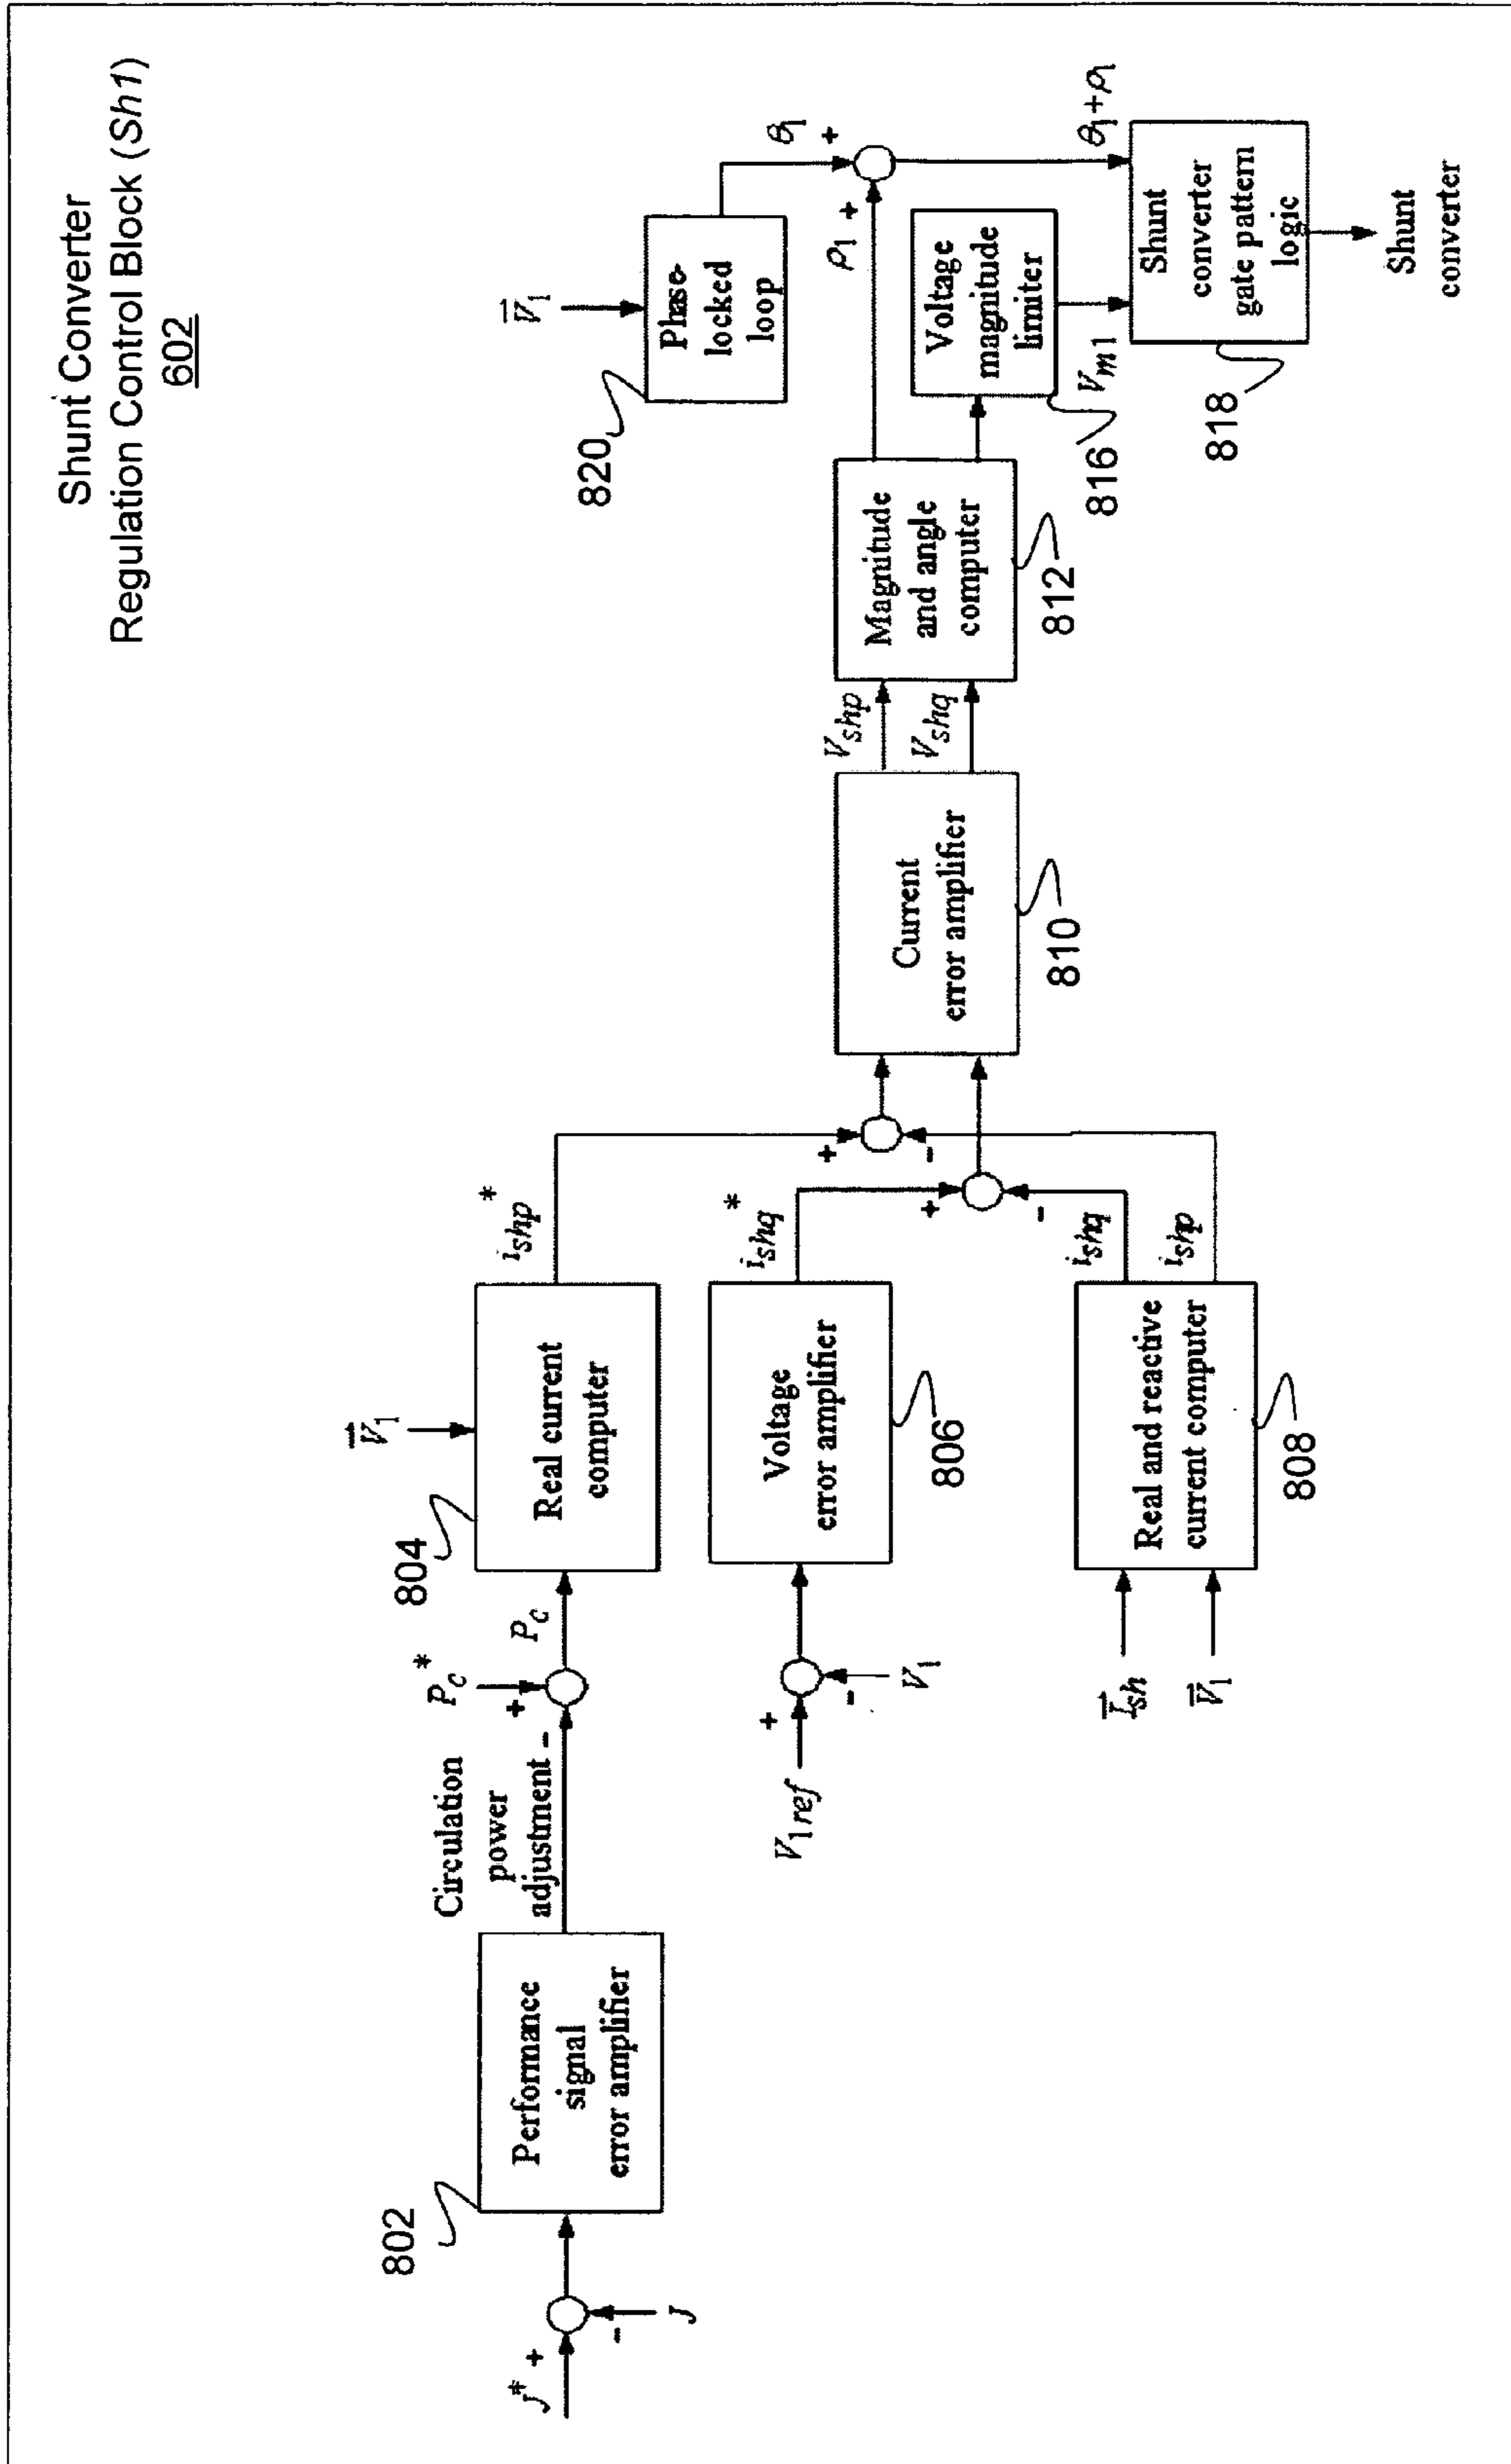 Shunt Converter
Regulation Control Block (Sh1)
602
J* +
-
J
802
Performance
signal
error amplifier
Circulation
power
adjustment -
P_c*
+
P_c
804
V⃗_1
Real current
computer
i_shp*
V_1ref
+
-
V_1
Voltage
error amplifier
806
i_shq*
I⃗_sh
V⃗_1
Real and reactive
current computer
808
i_shq
i_shp
+
-
+
-
Current
error amplifier
810
V_shp
V_shq
Magnitude
and angle
computer
812
V⃗_1
Phase-
locked
loop
820
θ_1
+
ρ_1 +
Voltage
magnitude
limiter
816
V_m1
θ_1+ρ_1
Shunt
converter
gate pattern
logic
818
Shunt
converter